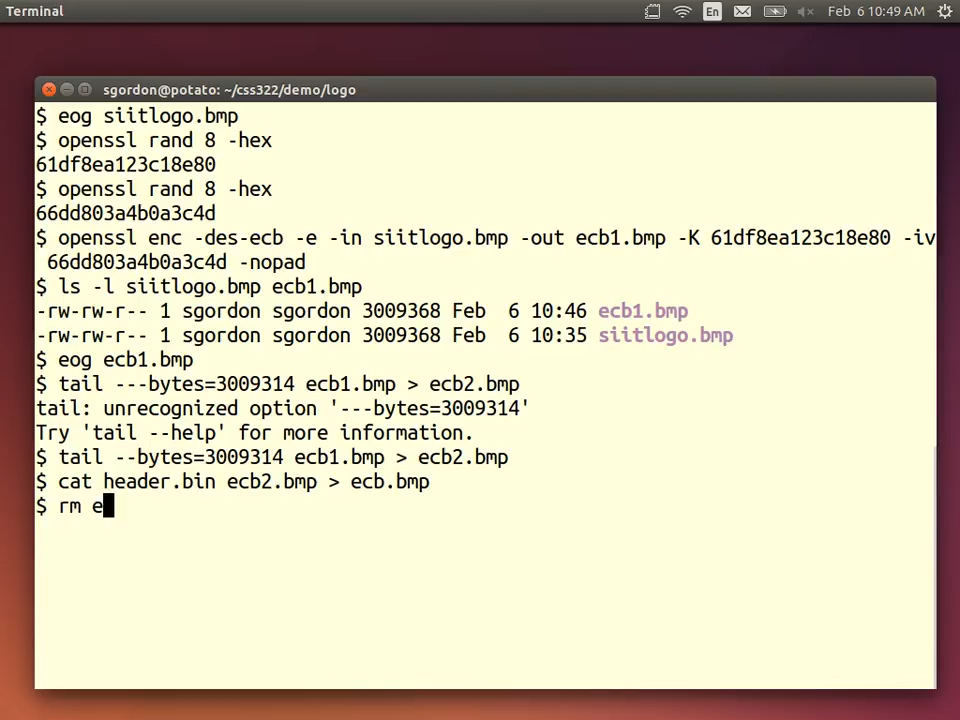 Terminal
En
Feb 6 10:49 AM
sgordon@potato: ~/css322/demo/logo
$ eog siitlogo.bmp
$ openssl rand 8 -hex
61df8ea123c18e80
$ openssl rand 8 -hex
66dd803a4b0a3c4d
$ openssl enc -des-ecb -e -in siitlogo.bmp -out ecb1.bmp -K 61df8ea123c18e80 -iv
66dd803a4b0a3c4d -nopad
$ ls -l siitlogo.bmp ecb1.bmp
-rw-rw-r-- 1 sgordon sgordon 3009368 Feb  6 10:46 ecb1.bmp
-rw-rw-r-- 1 sgordon sgordon 3009368 Feb  6 10:35 siitlogo.bmp
$ eog ecb1.bmp
$ tail ---bytes=3009314 ecb1.bmp > ecb2.bmp
tail: unrecognized option '---bytes=3009314'
Try 'tail --help' for more information.
$ tail --bytes=3009314 ecb1.bmp > ecb2.bmp
$ cat header.bin ecb2.bmp > ecb.bmp
$ rm e